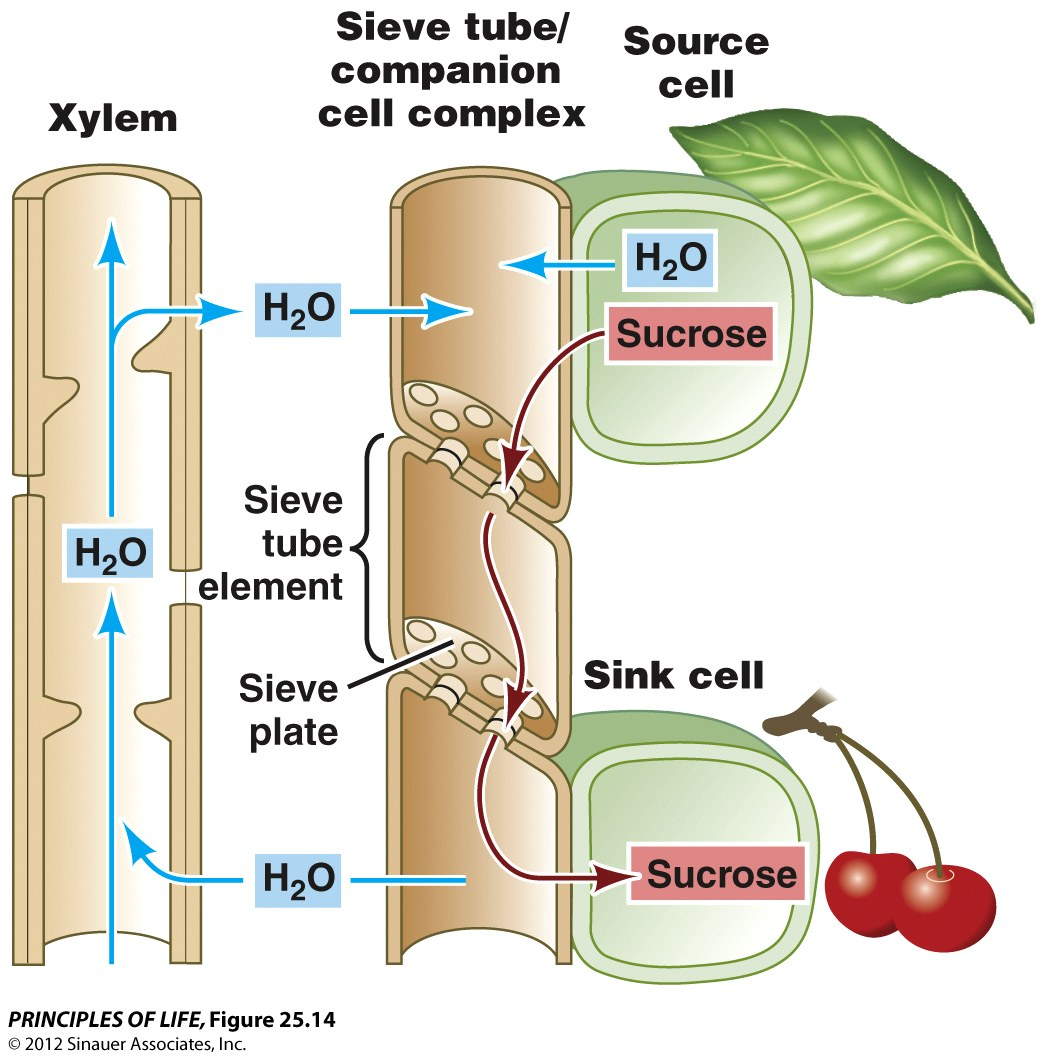 Xylem
Sieve tube/
companion
cell complex
Source
cell
H₂O
H₂O
Sucrose
H₂O
Sieve
tube
element
Sieve
plate
Sink cell
H₂O
Sucrose
PRINCIPLES OF LIFE, Figure 25.14
© 2012 Sinauer Associates, Inc.